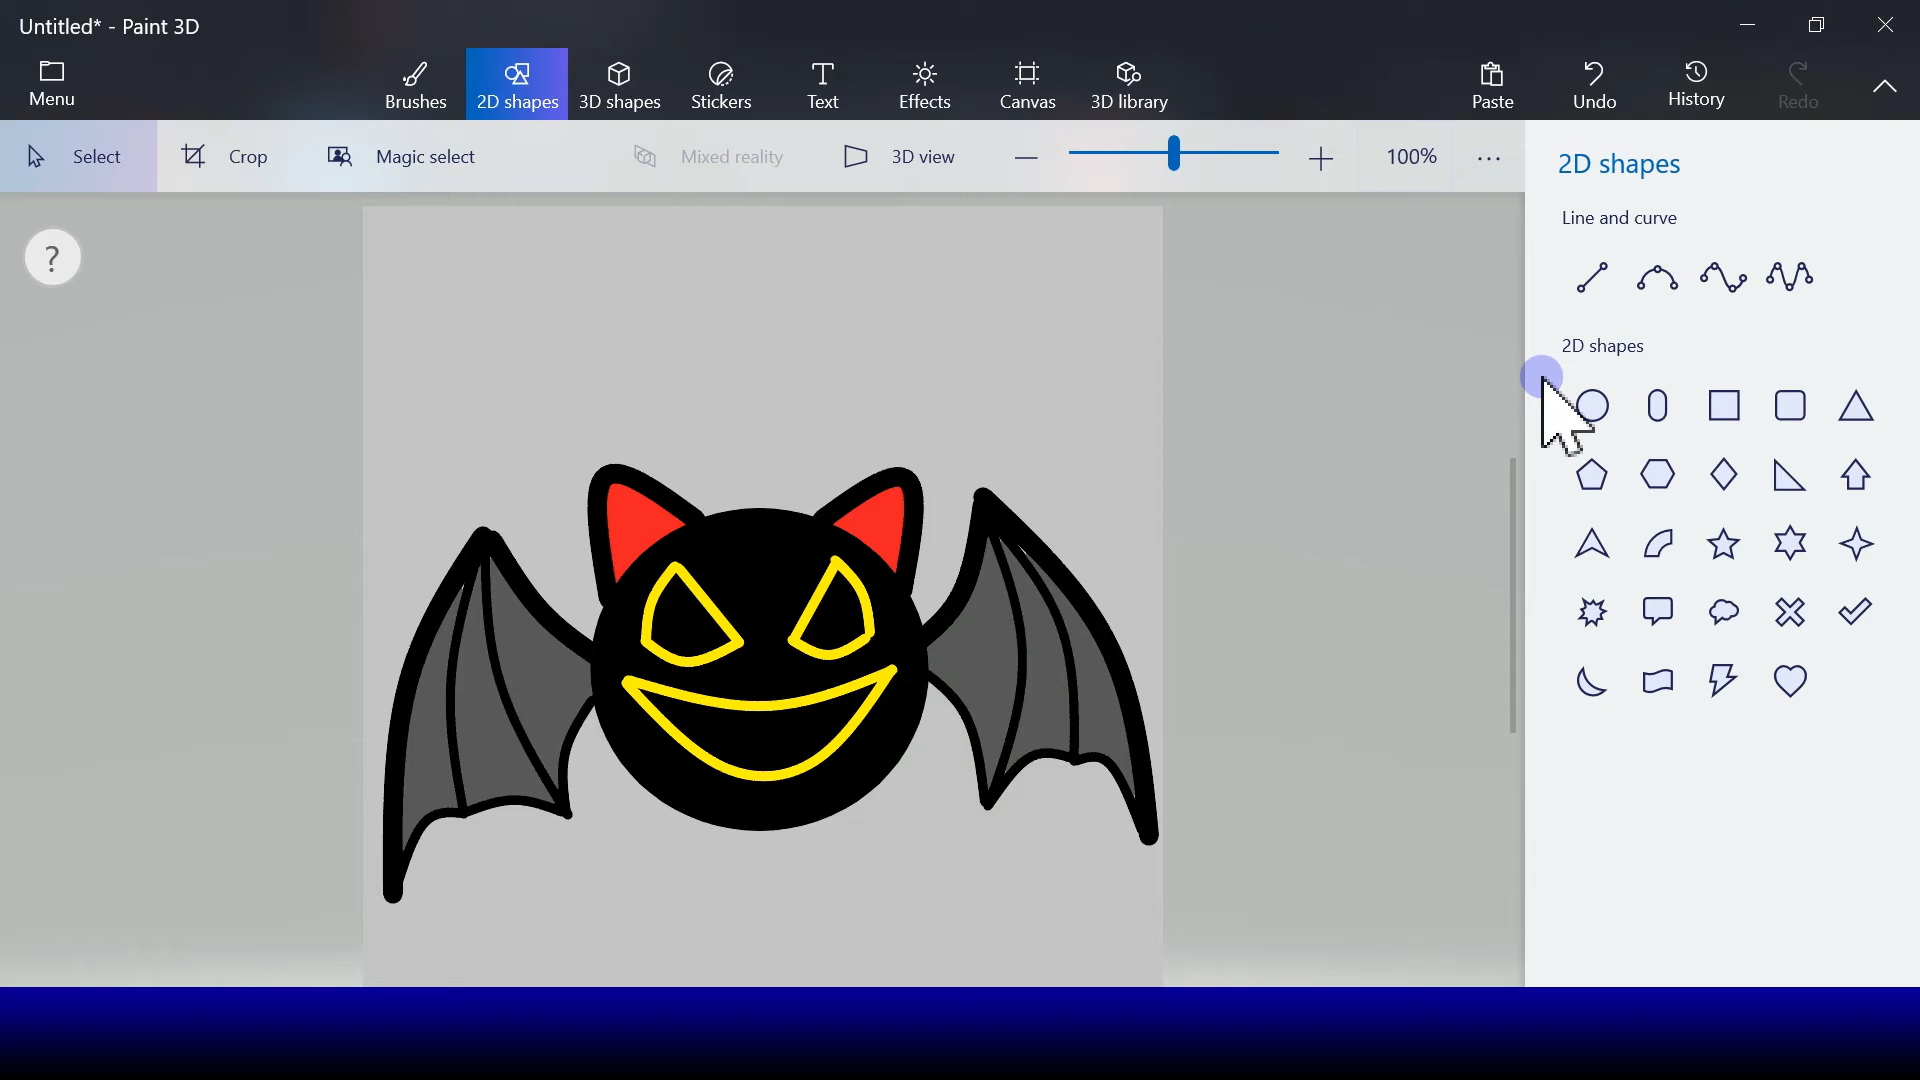 Untitled* - Paint 3D
Menu
Brushes
2D shapes
3D shapes
Stickers
Text
Effects
Canvas
3D library
Paste
Undo
History
Redo
Select
Crop
Magic select
Mixed reality
3D view
100%
2D shapes
Line and curve
2D shapes
?